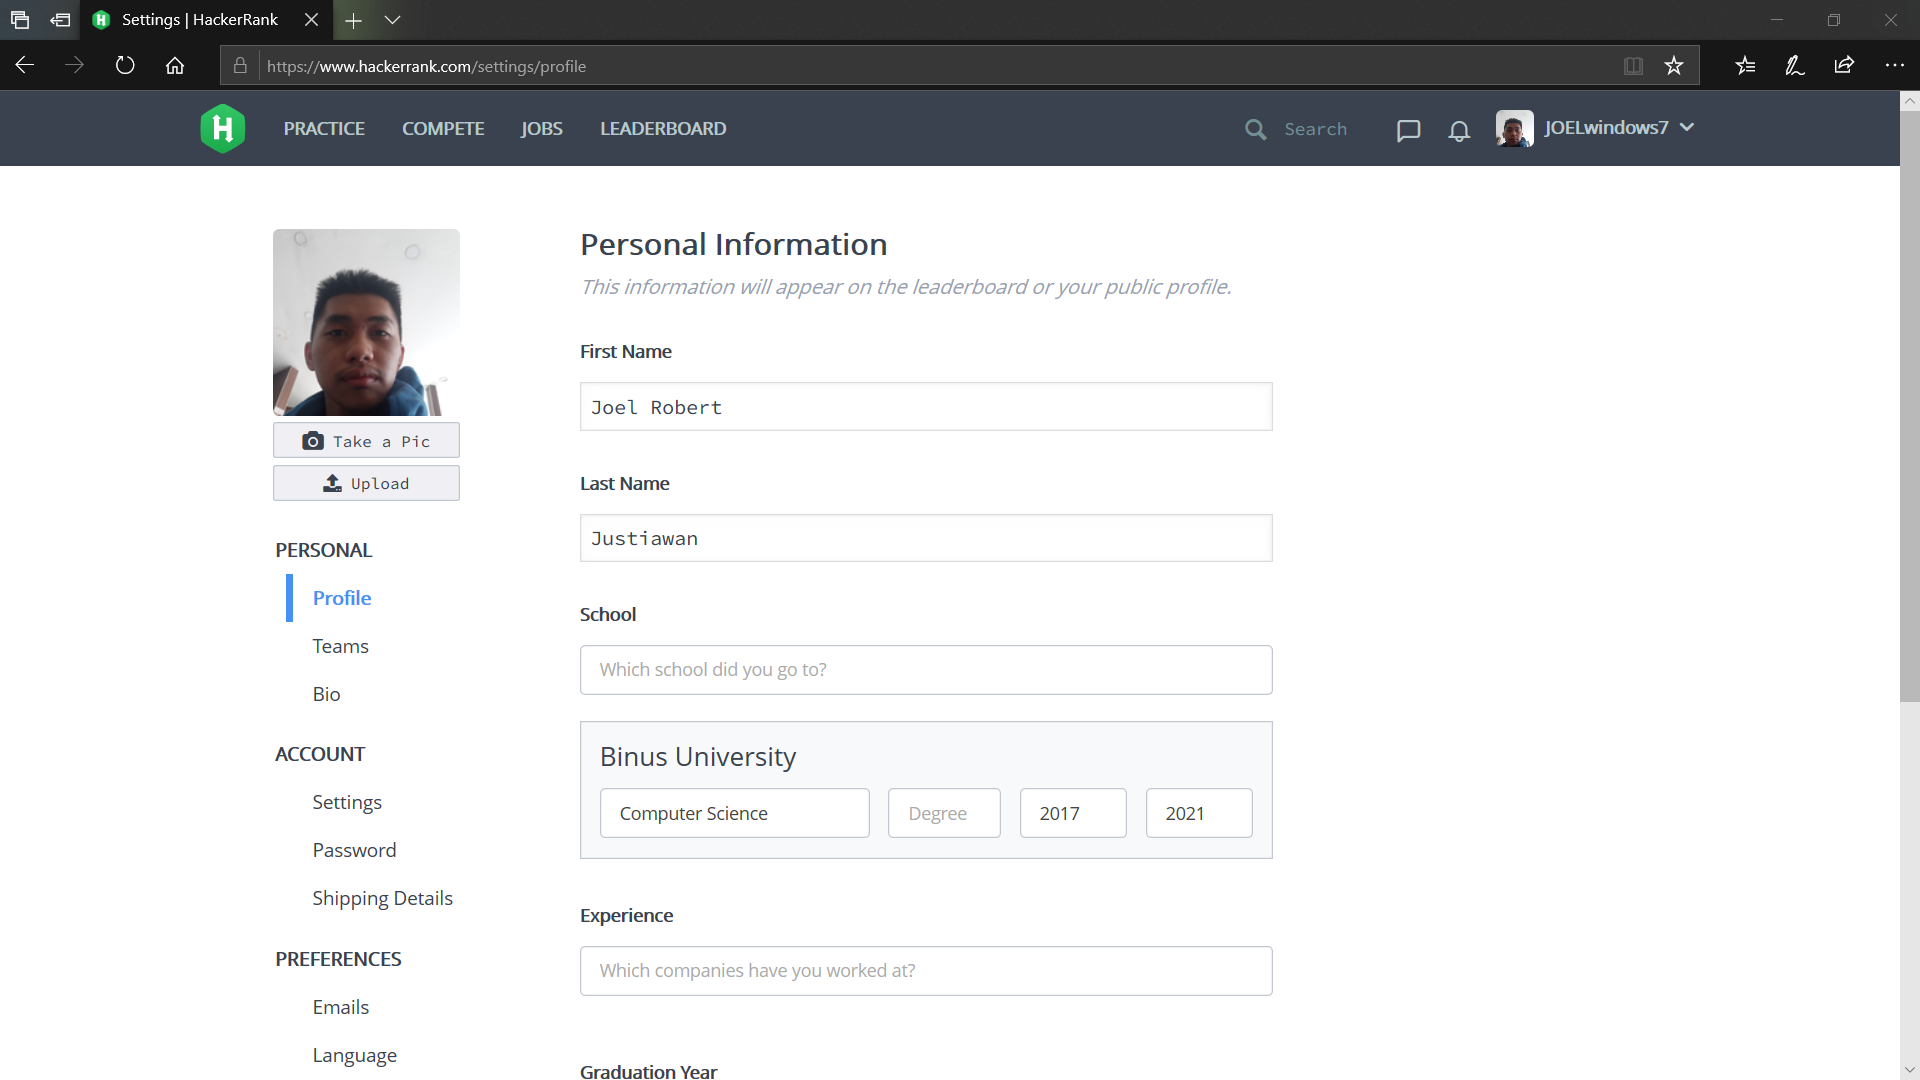 Settings | HackerRank
https://www.hackerrank.com/settings/profile
H PRACTICE COMPETE JOBS LEADERBOARD Search JOELwindows7
Personal Information
This information will appear on the leaderboard or your public profile.
First Name
Joel Robert
Take a Pic
Last Name
Upload
Justiawan
PERSONAL
Profile
Teams
Bio
School
Which school did you go to?
Binus University
Computer Science Degree 2017 2021
ACCOUNT
Settings
Password
Shipping Details
Experience
Which companies have you worked at?
PREFERENCES
Emails
Language
Graduation Year